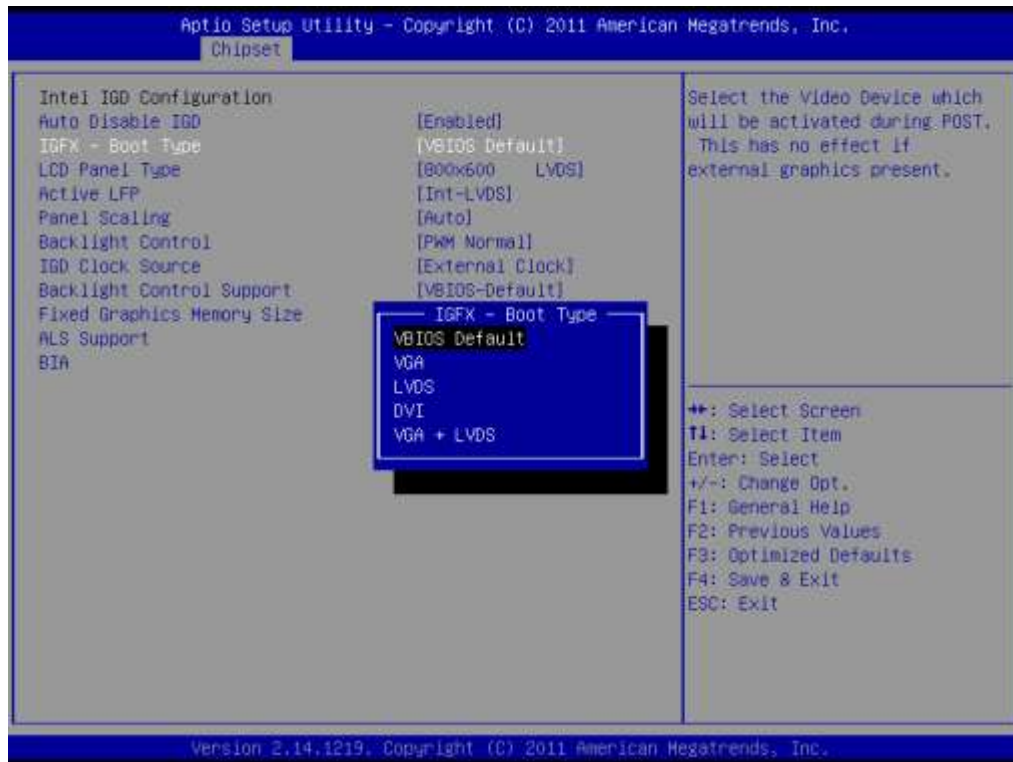 Aptio Setup Utility – Copyright (C) 2011 American Megatrends, Inc.
Chipset
Intel IGD Configuration
Auto Disable IGD [Enabled]
IGFX - Boot Type [VBIOS Default]
LCD Panel Type [800x600 LVDS]
Active LFP [Int-LVDS]
Panel Scaling [Auto]
Backlight Control [PWM Normal]
IGD Clock Source [External Clock]
Backlight Control Support [VBIOS-Default]
Fixed Graphics Memory Size
ALS Support
BIA
IGFX - Boot Type
VBIOS Default
VGA
LVDS
DVI
VGA + LVDS
Select the Video Device which
will be activated during POST.
This has no effect if
external graphics present.
→←: Select Screen
↑↓: Select Item
Enter: Select
+/-: Change Opt.
F1: General Help
F2: Previous Values
F3: Optimized Defaults
F4: Save & Exit
ESC: Exit
Version 2.14.1219. Copyright (C) 2011 American Megatrends, Inc.